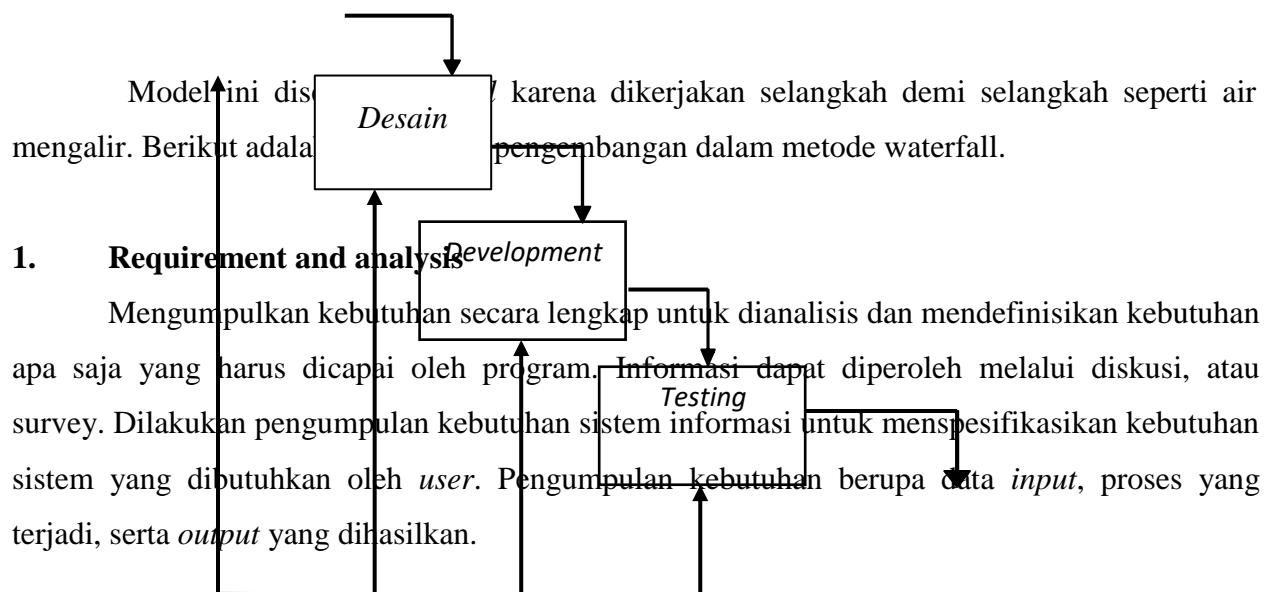 Model ini dis karena dikerjakan selangkah demi selangkah seperti air
Desain
mengalir. Berikut adala pengembangan dalam metode waterfall.
1. Requirement and analysis
Development
Mengumpulkan kebutuhan secara lengkap untuk dianalisis dan mendefinisikan kebutuhan
apa saja yang harus dicapai oleh program. Informasi dapat diperoleh melalui diskusi, atau
Testing
survey. Dilakukan pengumpulan kebutuhan sistem informasi untuk menspesifikasikan kebutuhan
sistem yang dibutuhkan oleh user. Pengumpulan kebutuhan berupa data input, proses yang
terjadi, serta output yang dihasilkan.